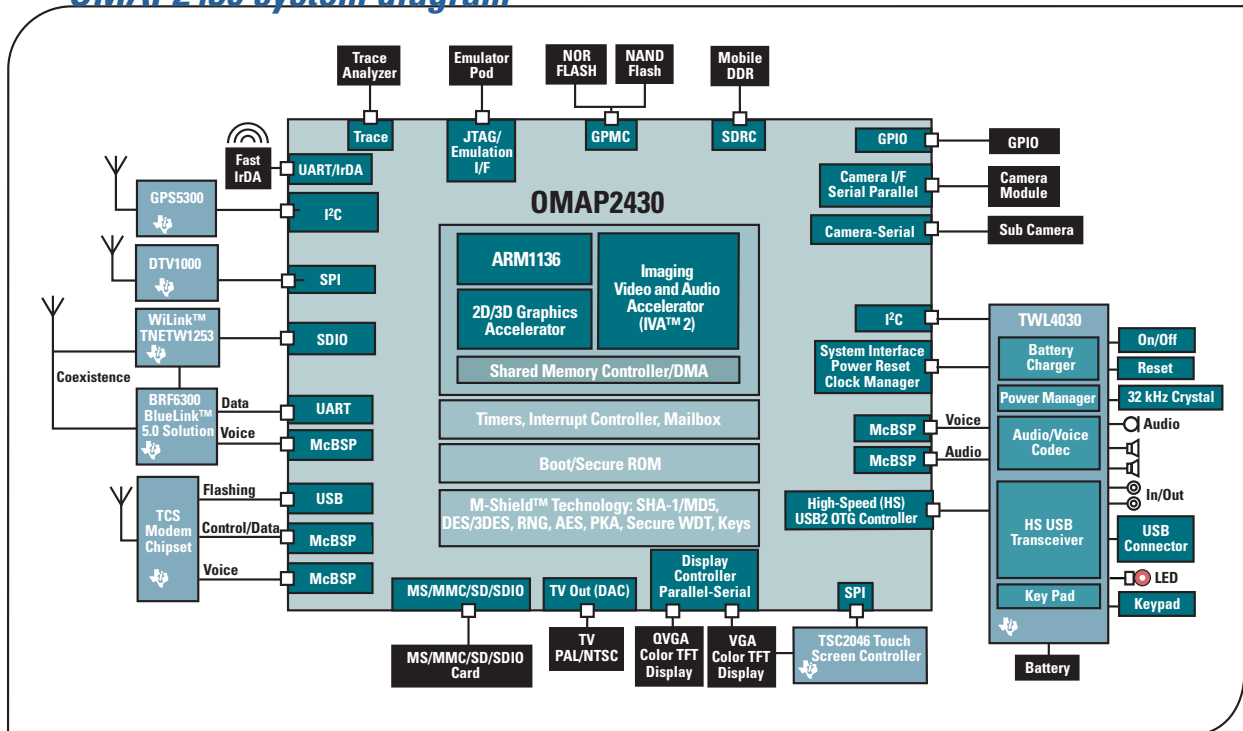 OMAP2430 system diagram
Trace
Analyzer
Emulator
Pod
NOR
FLASH
NAND
Flash
Mobile
DDR
Trace
JTAG/
Emulation
I/F
GPMC
SDRC
GPIO
GPIO
Fast
IrDA
UART/IrDA
Camera I/F
Serial Parallel
Camera
Module
GPS5300
I²C
OMAP2430
Camera-Serial
Sub Camera
DTV1000
SPI
ARM1136
2D/3D Graphics
Accelerator
Imaging
Video and Audio
Accelerator
(IVA™ 2)
Shared Memory Controller/DMA
WiLink™
TNETW1253
SDIO
Coexistence
BRF6300
BlueLink™
5.0 Solution
Data
UART
Voice
McBSP
Timers, Interrupt Controller, Mailbox
Boot/Secure ROM
M-Shield™ Technology: SHA-1/MD5,
DES/3DES, RNG, AES, PKA, Secure WDT, Keys
I²C
System Interface
Power Reset
Clock Manager
McBSP
Voice
McBSP
Audio
High-Speed (HS)
USB2 OTG Controller
TWL4030
Battery
Charger
Power Manager
Audio/Voice
Codec
HS USB
Transceiver
Key Pad
On/Off
Reset
32 kHz Crystal
Audio
In/Out
USB
Connector
LED
Keypad
Battery
TCS
Modem
Chipset
Flashing
USB
Control/Data
McBSP
Voice
McBSP
MS/MMC/SD/SDIO
TV Out (DAC)
Display
Controller
Parallel-Serial
SPI
MS/MMC/SD/SDIO
Card
TV
PAL/NTSC
QVGA
Color TFT
Display
VGA
Color TFT
Display
TSC2046 Touch
Screen Controller